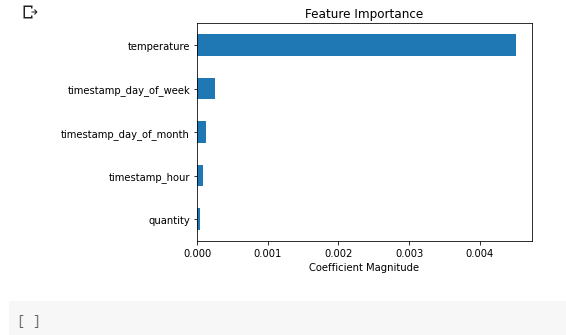 Feature Importance
temperature
timestamp_day_of_week
timestamp_day_of_month
timestamp_hour
quantity
0.000 0.001 0.002 0.003 0.004
Coefficient Magnitude
[ ]